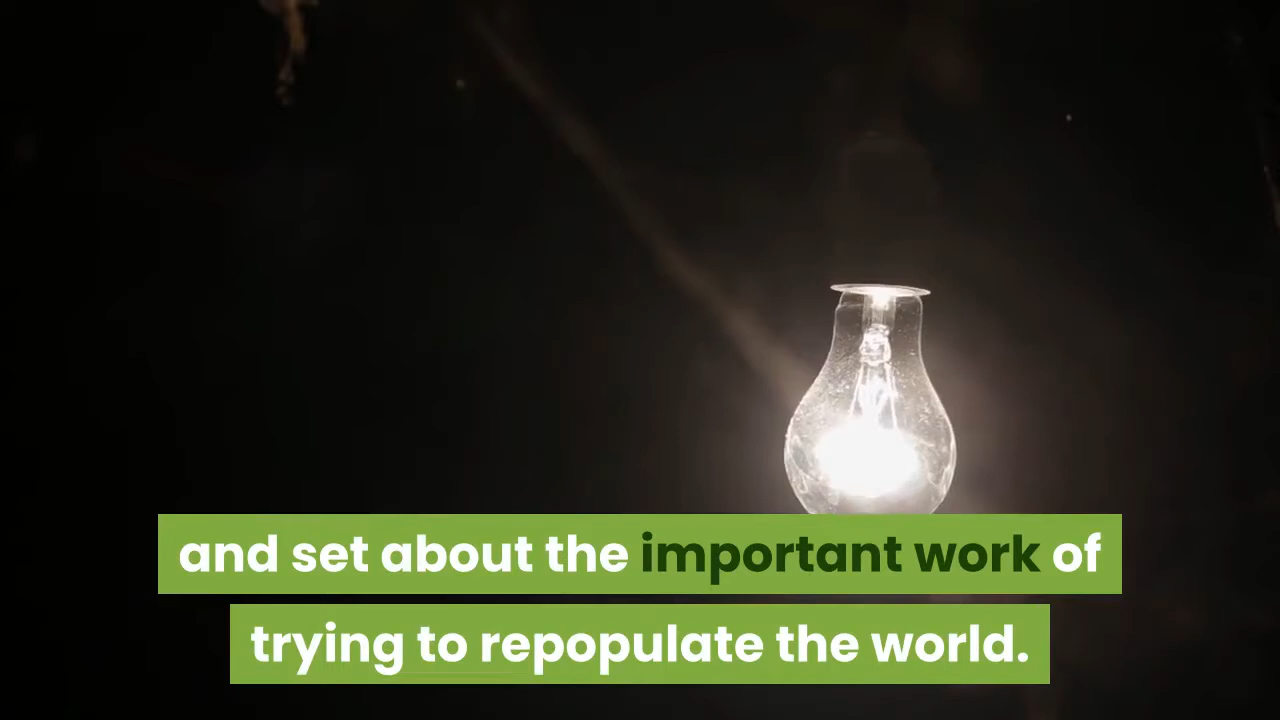 and set about the important work of
trying to repopulate the world.